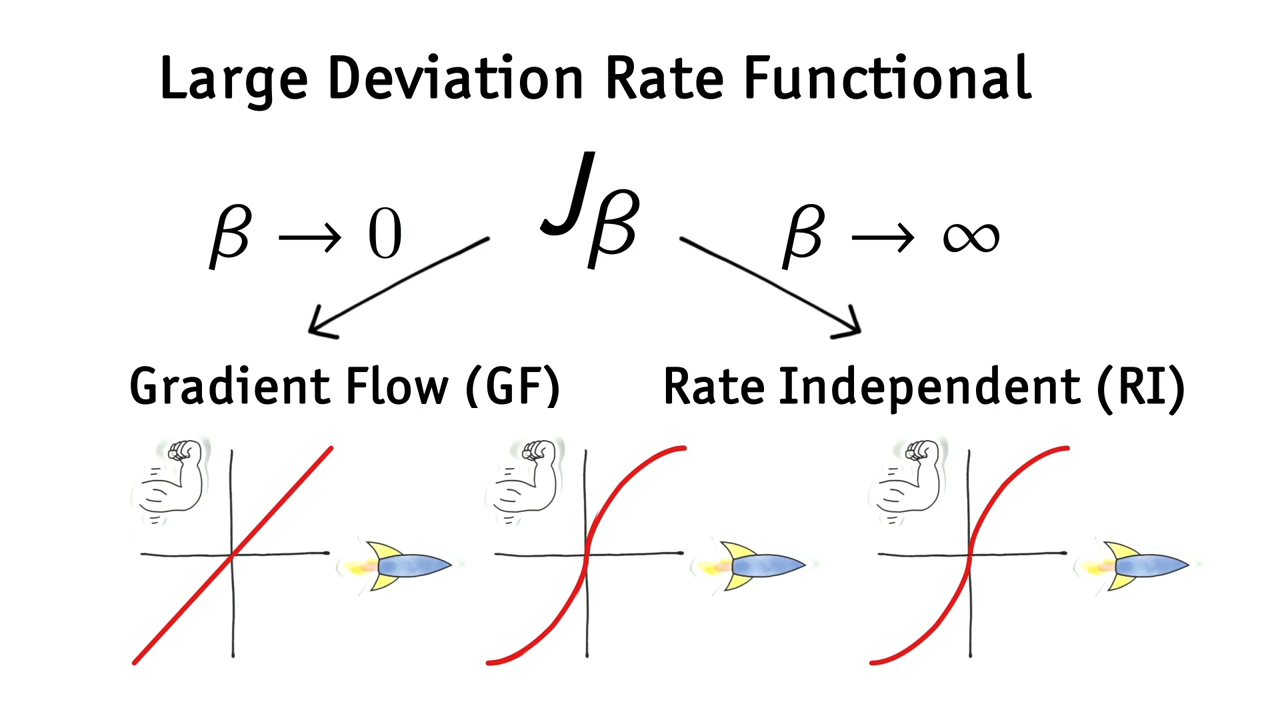 Large Deviation Rate Functional
J_β
β → 0
β → ∞
Gradient Flow (GF)
Rate Independent (RI)